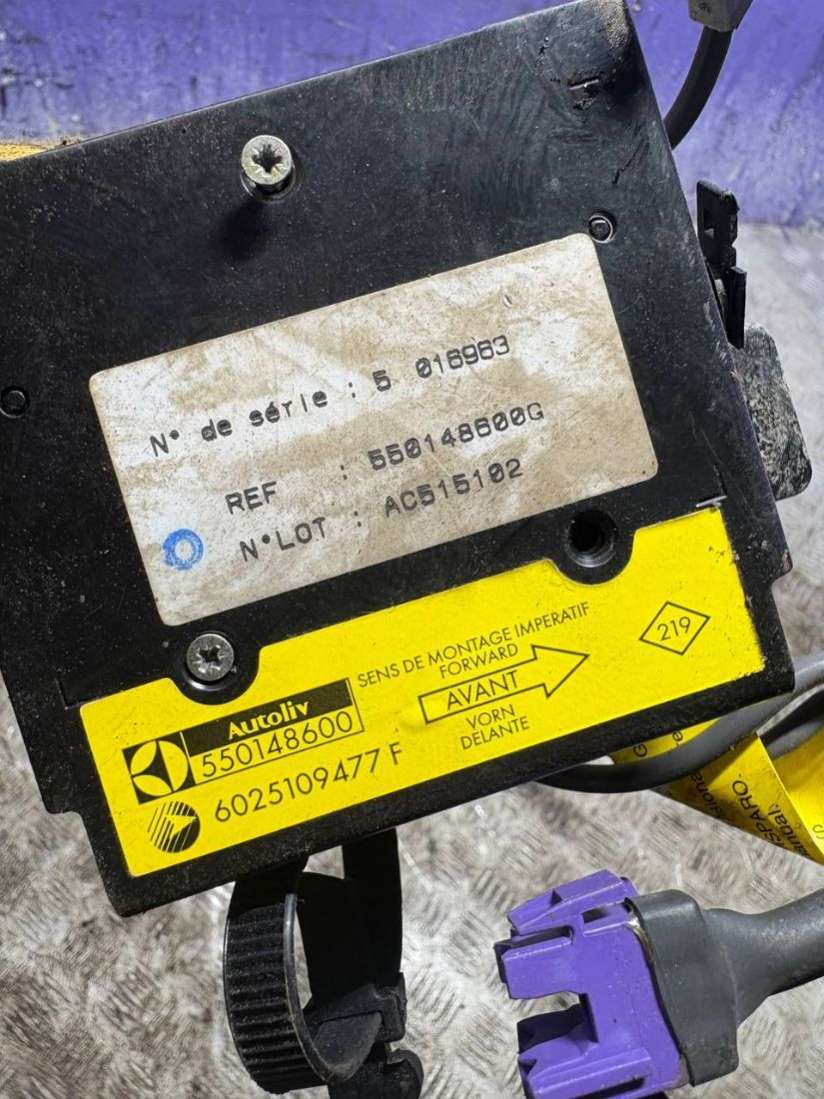 N° de série : 5 016963
REF : 550148600G
N°LOT : AC515102
SENS DE MONTAGE IMPERATIF
FORWARD
AVANT
VORN
DELANTE
219
Autoliv
550148600
6025109477 F
SPARO.